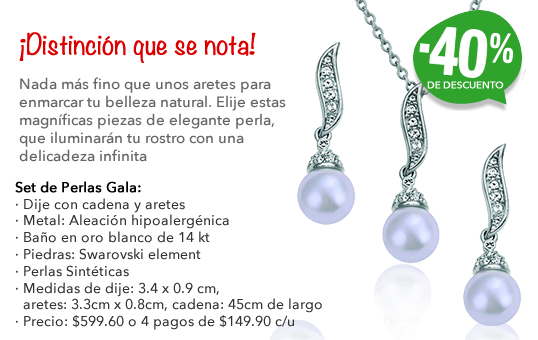 ¡Distinción que se nota!
-40%
DE DESCUENTO
Nada más fino que unos aretes para
enmarcar tu belleza natural. Elije estas
magníficas piezas de elegante perla,
que iluminarán tu rostro con una
delicadeza infinita
Set de Perlas Gala:
· Dije con cadena y aretes
· Metal: Aleación hipoalergénica
· Baño en oro blanco de 14 kt
· Piedras: Swarovski element
· Perlas Sintéticas
· Medidas de dije: 3.4 x 0.9 cm,
aretes: 3.3cm x 0.8cm, cadena: 45cm de largo
· Precio: $599.60 o 4 pagos de $149.90 c/u